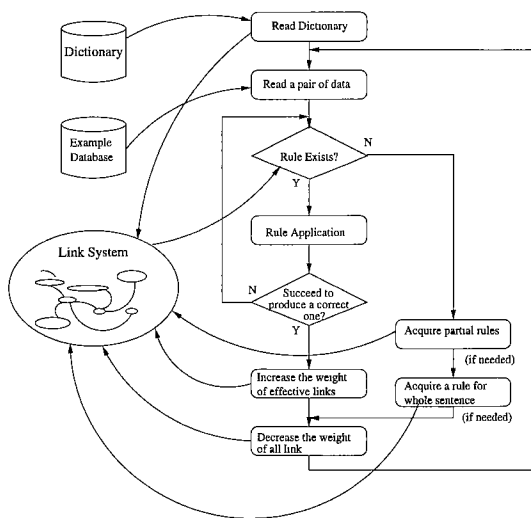 Dictionary
Read Dictionary
Read a pair of data
Example
Database
Rule Exists?
N
Y
Rule Application
Link System
N
Succeed to
produce a correct
one?
Y
Acquire partial rules
(if needed)
Increase the weight
of effective links
Acquire a rule for
whole sentence
(if needed)
Decrease the weight
of all link